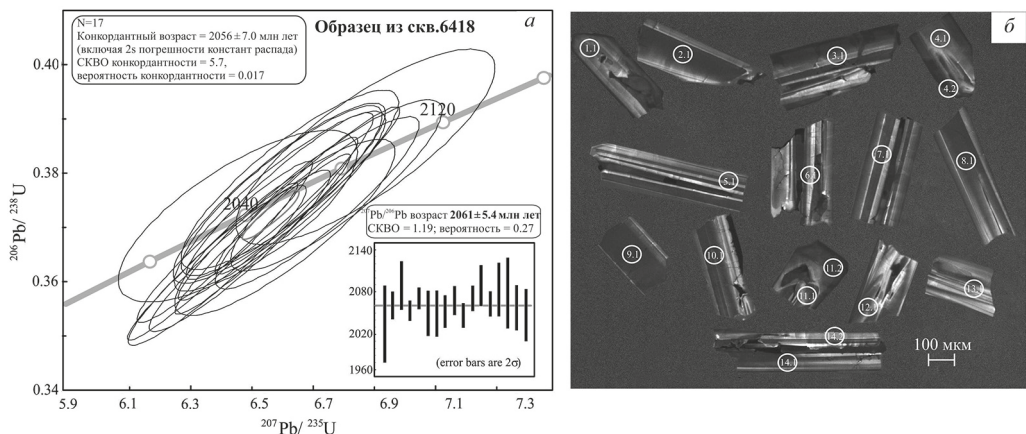 N=17
Конкордантный возраст = 2056±7.0 млн лет
(включая 2s погрешности констант распада)
СКВО конкордантности = 5.7,
вероятность конкордантности = 0.017
Образец из скв.6418
а
0.40
0.38
0.36
0.34
²⁰⁶Pb/ ²³⁸U
2120
2040
²⁰⁷Pb/²⁰⁶Pb возраст 2061±5.4 млн лет
СКВО = 1.19; вероятность = 0.27
2140
2080
2020
1960
(error bars are 2σ)
5.9 6.1 6.3 6.5 6.7 6.9 7.1 7.3
²⁰⁷Pb/ ²³⁵U
б
1.1
2.1
3.1
4.1
4.2
5.1
6.1
7.1
8.1
9.1
10.1
11.2
11.1
12.1
13.1
14.2
14.1
100 мкм